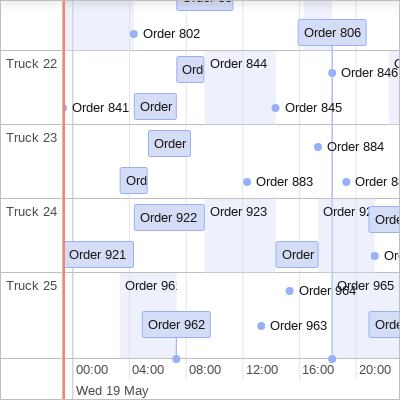 Order 802
Order 806
Truck 22
Ord
Order 844
Order 846
Order 841
Order
Order 845
Truck 23
Order
Order 884
Ord
Order 883
Order 8
Truck 24
Order 922
Order 923
Order 92
Orde
Order 921
Order
Or
Truck 25
Order 961
Order 964
Order 965
Order 962
Order 963
Orde
00:00 04:00 08:00 12:00 16:00 20:00
Wed 19 May